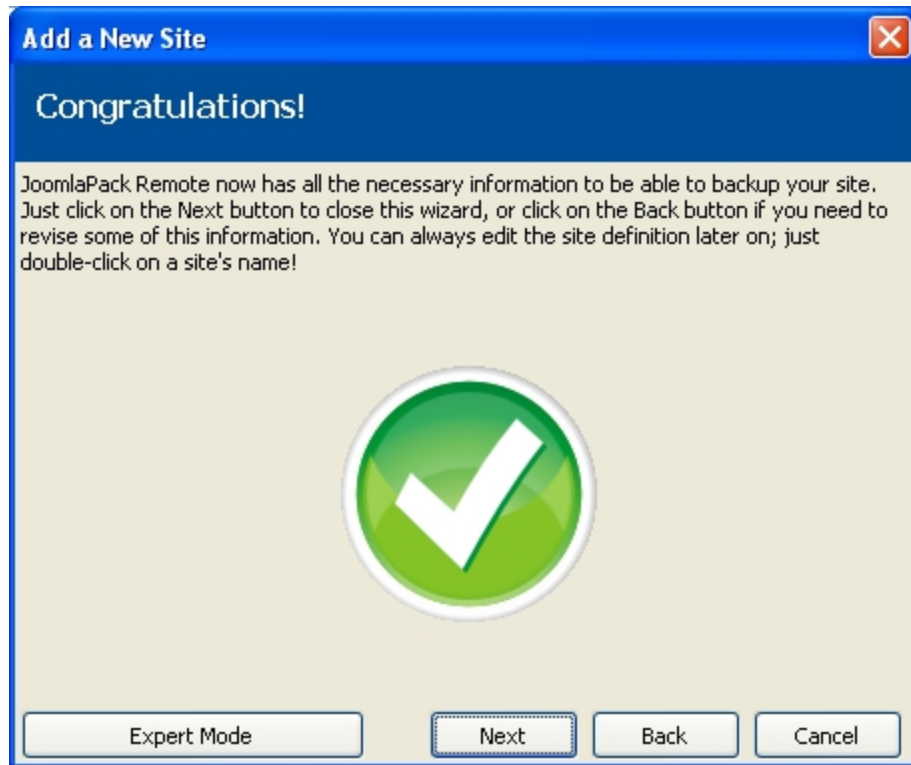 Add a New Site
Congratulations!
JoomlaPack Remote now has all the necessary information to be able to backup your site.
Just click on the Next button to close this wizard, or click on the Back button if you need to
revise some of this information. You can always edit the site definition later on; just
double-click on a site's name!
Expert Mode
Next
Back
Cancel